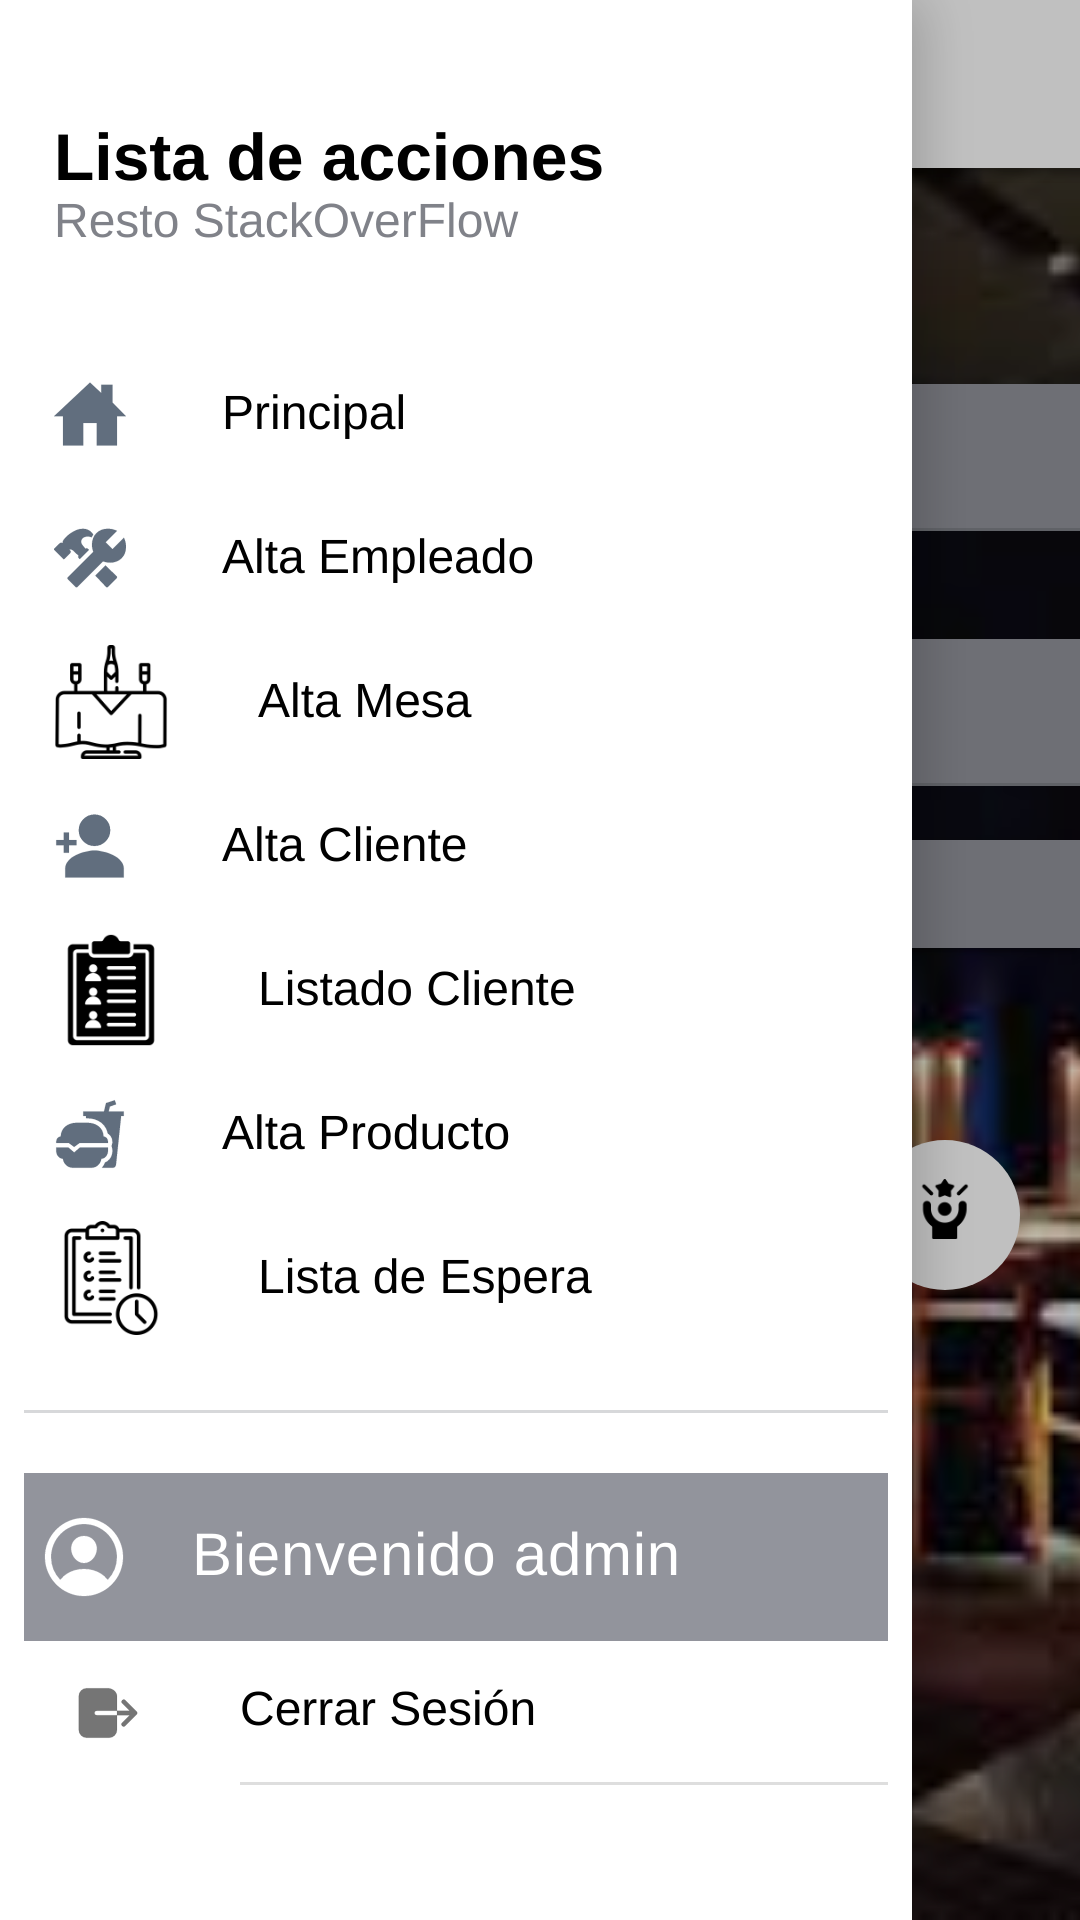 Lista de acciones
Resto StackOverFlow
Principal
Alta Empleado
Alta Mesa
Alta Cliente
Listado Cliente
Alta Producto
Lista de Espera
Bienvenido admin
Cerrar Sesión